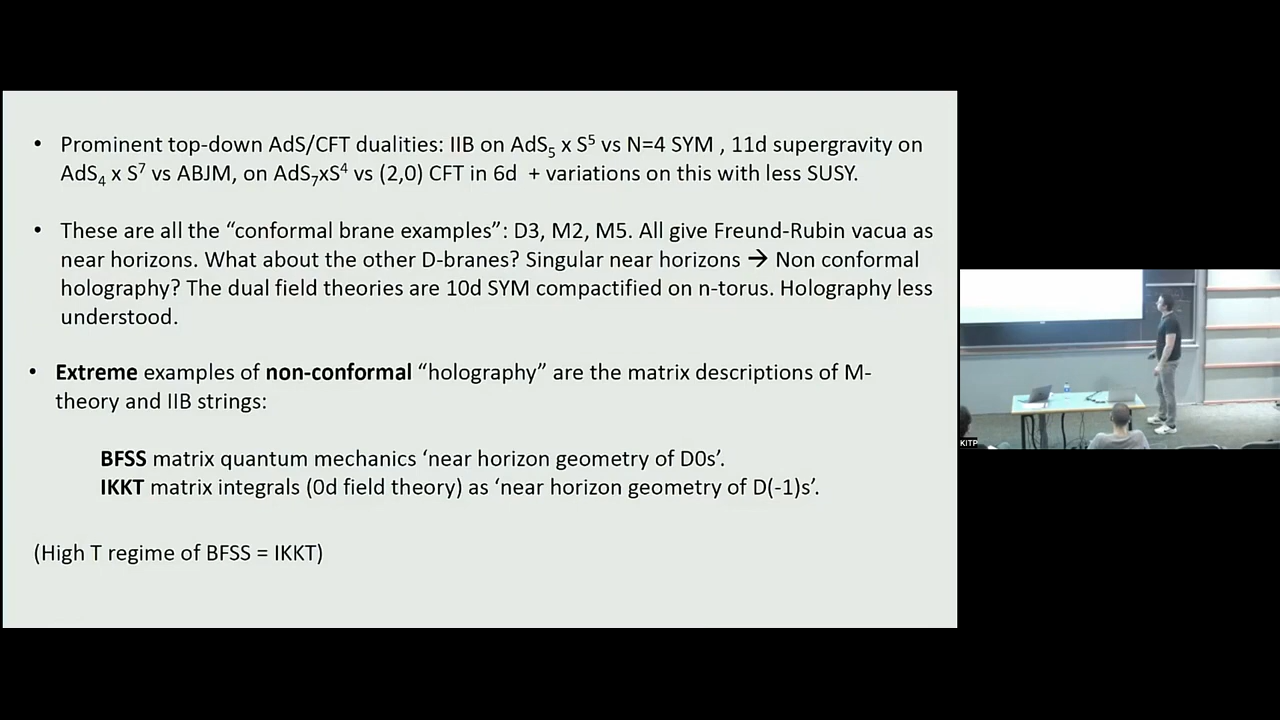 • Prominent top-down AdS/CFT dualities: IIB on AdS₅ x S⁵ vs N=4 SYM , 11d supergravity on
AdS₄ x S⁷ vs ABJM, on AdS₇xS⁴ vs (2,0) CFT in 6d + variations on this with less SUSY.
• These are all the “conformal brane examples”: D3, M2, M5. All give Freund-Rubin vacua as
near horizons. What about the other D-branes? Singular near horizons → Non conformal
holography? The dual field theories are 10d SYM compactified on n-torus. Holography less
understood.
• Extreme examples of non-conformal “holography” are the matrix descriptions of M-
theory and IIB strings:
BFSS matrix quantum mechanics ‘near horizon geometry of D0s’.
IKKT matrix integrals (0d field theory) as ‘near horizon geometry of D(-1)s’.
(High T regime of BFSS = IKKT)
KITP